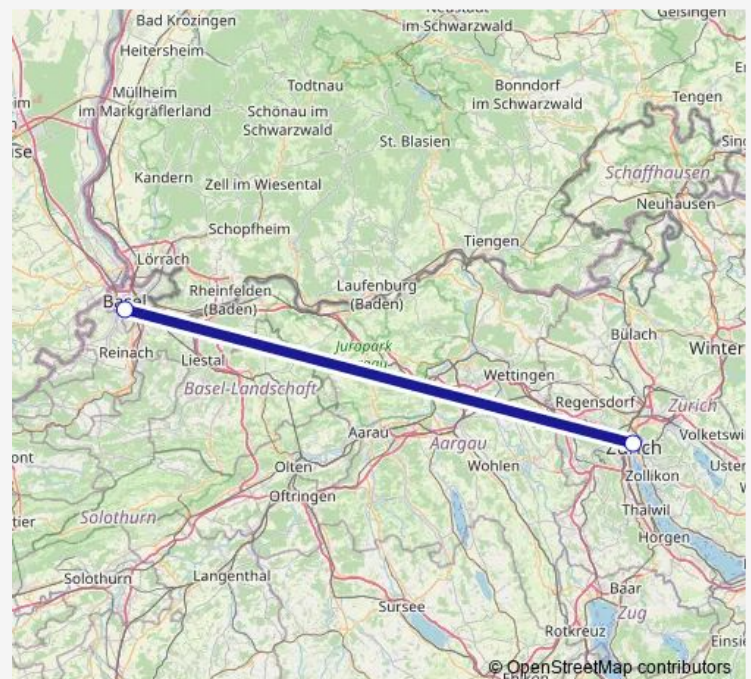 Bad Krozingen
im Schwarzwald
Geisingen
Heitersheim
Müllheim
im Markgräflerland
Todtnau
Bonndorf
im Schwarzwald
Tengen
Schönau im
Schwarzwald
St. Blasien
Kandern
Zell im Wiesental
Schaffhausen
Neuhausen
Schopfheim
Tiengen
Lörrach
Rheinfelden
(Baden)
Laufenburg
(Baden)
Basel
Bülach
Reinach
Liestal
Jurapark
Winter
Basel-Landschaft
Wettingen
Regensdorf
Zürich
Aarau
Aargau
Volketswi
Zürich
Olten
Wohlen
Uster
Zollikon
Oftringen
Thalwil
Solothurn
Horgen
Solothurn
Langenthal
Baar
Sursee
Zug
Rotkreuz
Einsie
© OpenStreetMap contributors